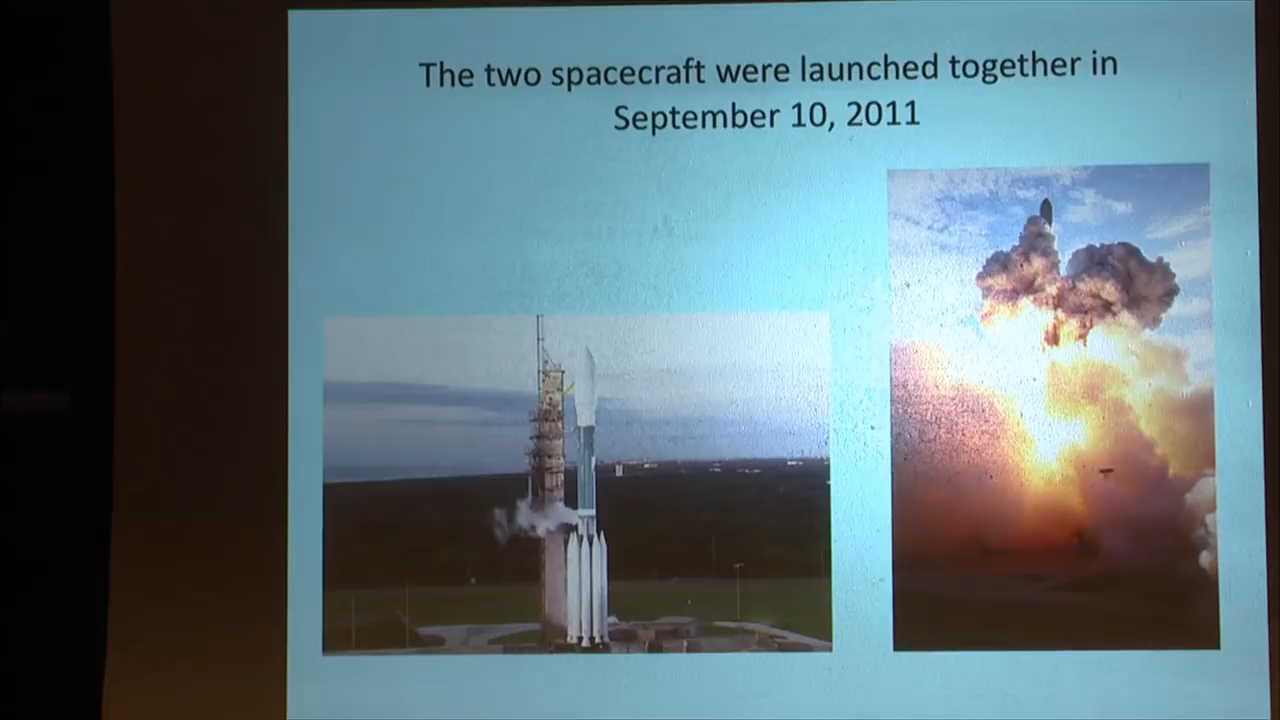 The two spacecraft were launched together in
September 10, 2011